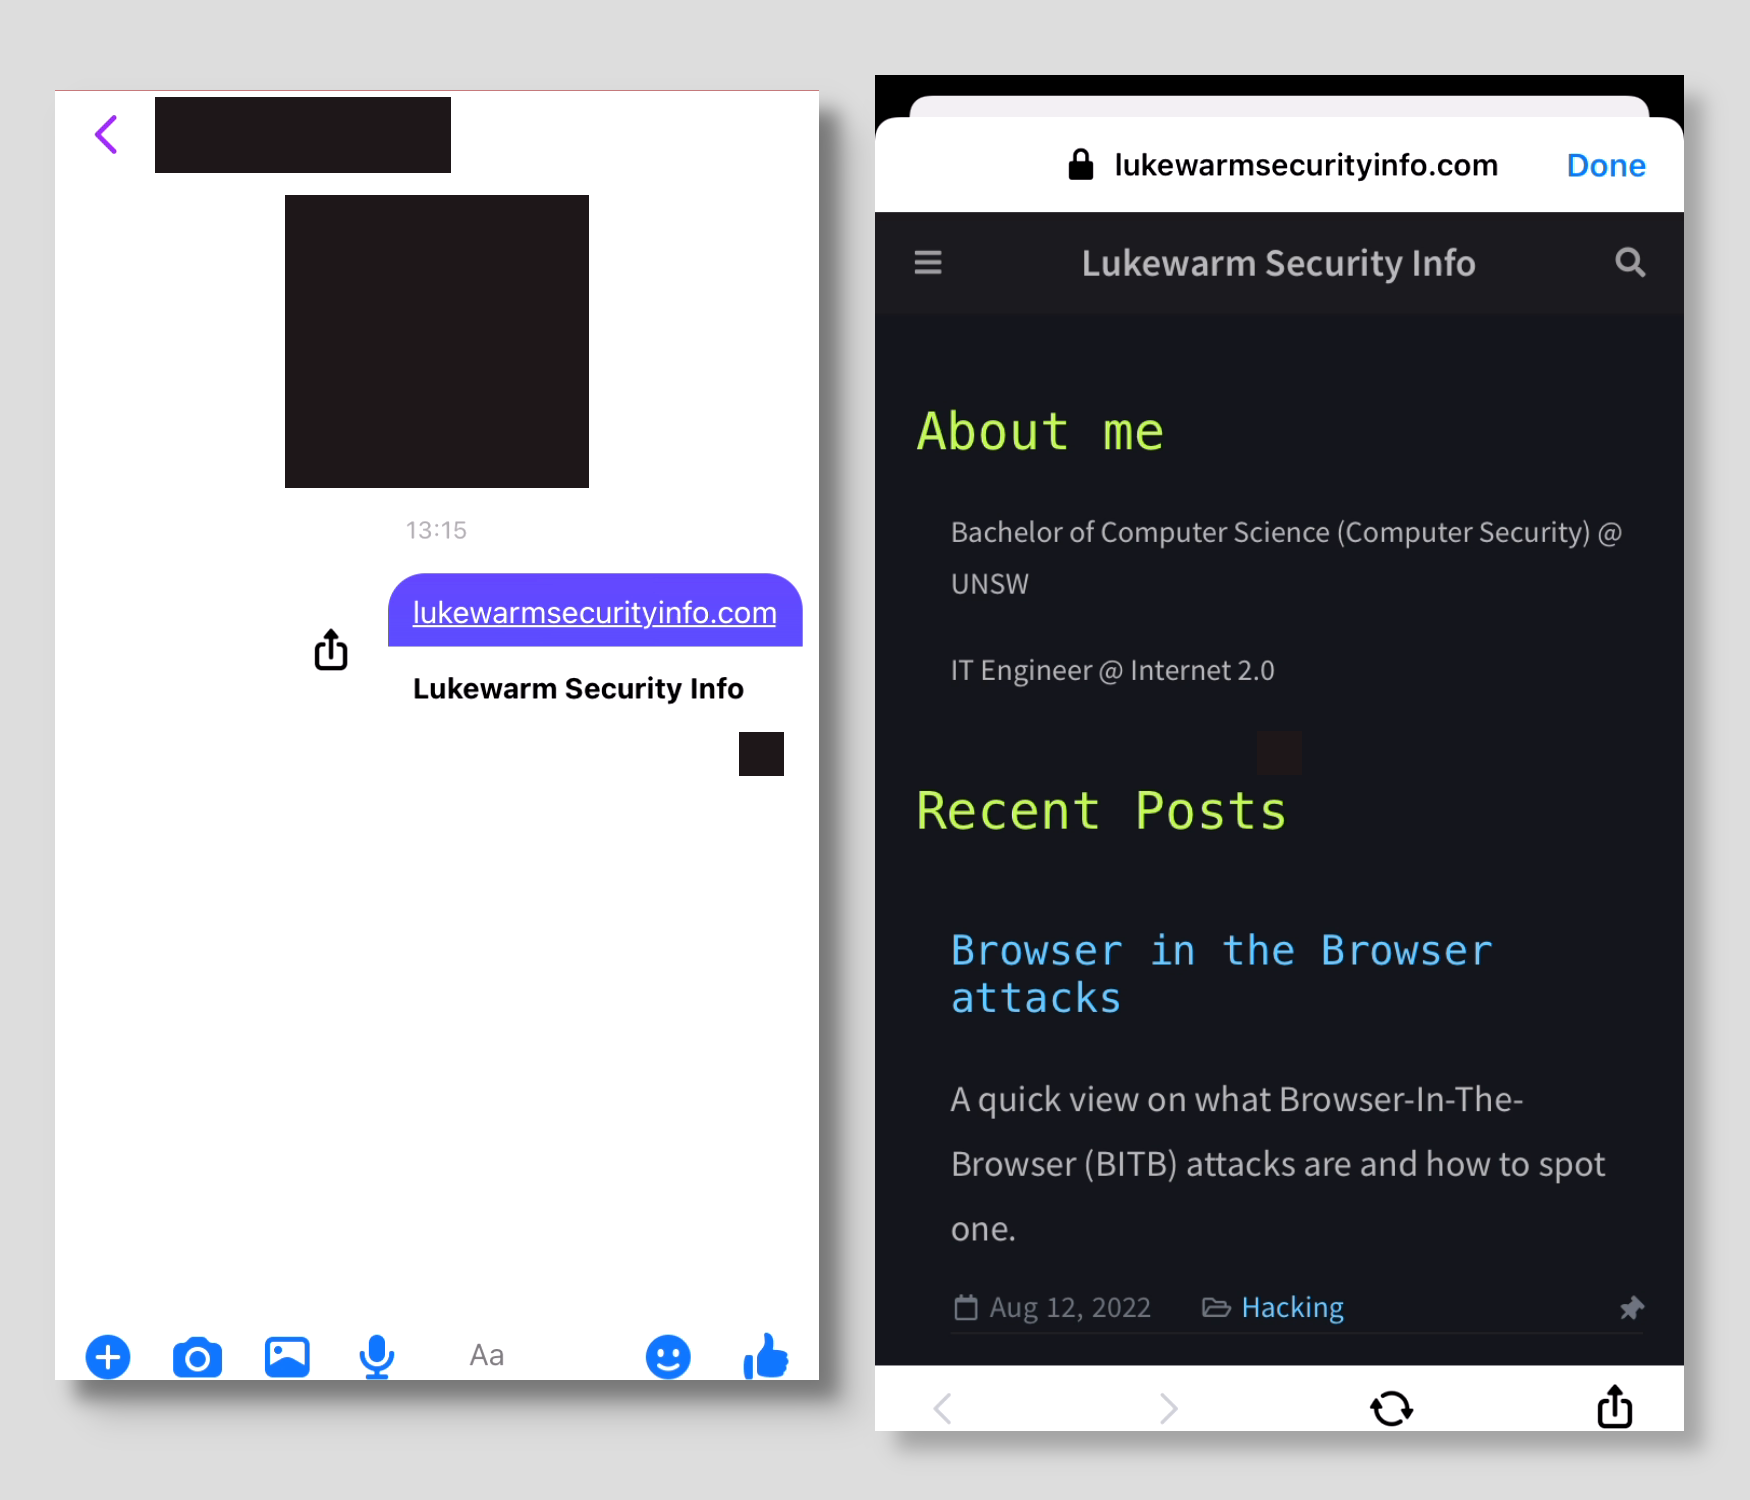 13:15
lukewarmsecurityinfo.com
Lukewarm Security Info
Aa
lukewarmsecurityinfo.com
Done
Lukewarm Security Info
About me
Bachelor of Computer Science (Computer Security) @
UNSW
IT Engineer @ Internet 2.0
Recent Posts
Browser in the Browser
attacks
A quick view on what Browser-In-The-
Browser (BITB) attacks are and how to spot
one.
Aug 12, 2022 Hacking